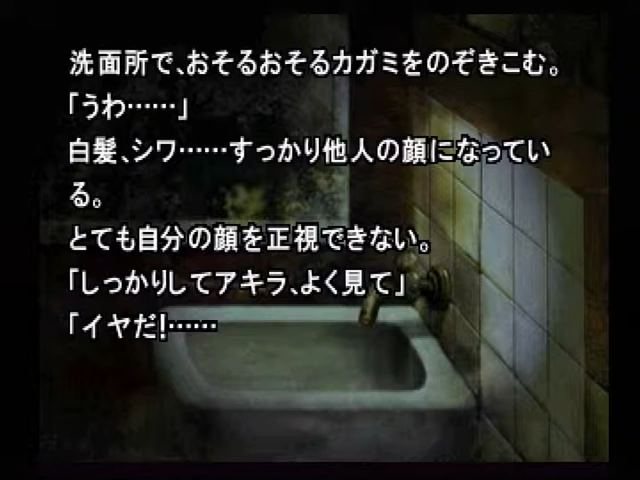 洗面所で、おそるおそるカガミをのぞきこむ。
「うわ……」
白髪、シワ……すっかり他人の顔になってい
る。
とても自分の顔を正視できない。
「しっかりしてアキラ、よく見て」
「イヤだ!……